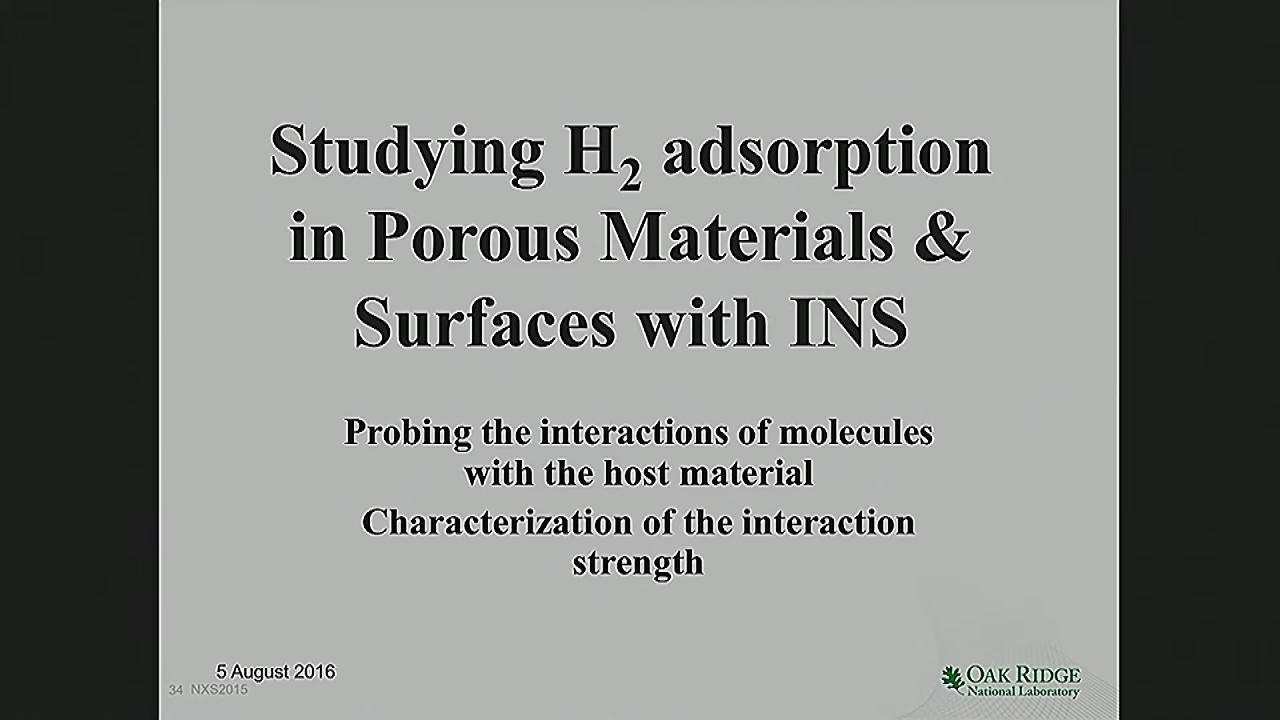 Studying H₂ adsorption
in Porous Materials &
Surfaces with INS
Probing the interactions of molecules
with the host material
Characterization of the interaction
strength
5 August 2016
34 NXS2015
OAK RIDGE
National Laboratory